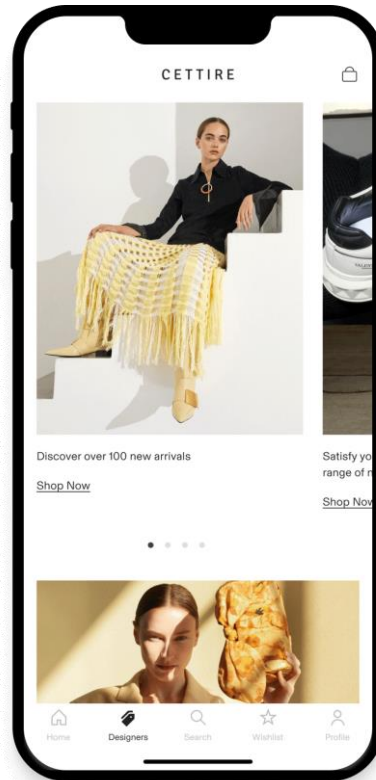 CETTIRE
Discover over 100 new arrivals
Shop Now
Satisfy yo
range of n
Shop Now
Home
Designers
Search
Wishlist
Profile